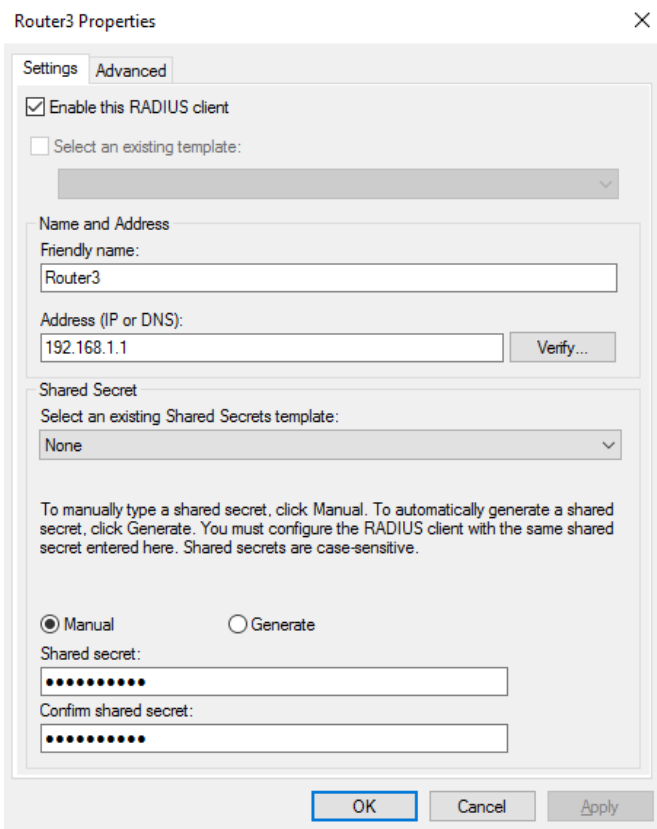 Router3 Properties
Settings
Advanced
Enable this RADIUS client
Select an existing template:
Name and Address
Friendly name:
Router3
Address (IP or DNS):
192.168.1.1
Verify...
Shared Secret
Select an existing Shared Secrets template:
None
To manually type a shared secret, click Manual. To automatically generate a shared
secret, click Generate. You must configure the RADIUS client with the same shared
secret entered here. Shared secrets are case-sensitive.
Manual
Generate
Shared secret:
●●●●●●●●●●
Confirm shared secret:
●●●●●●●●●●
OK
Cancel
Apply